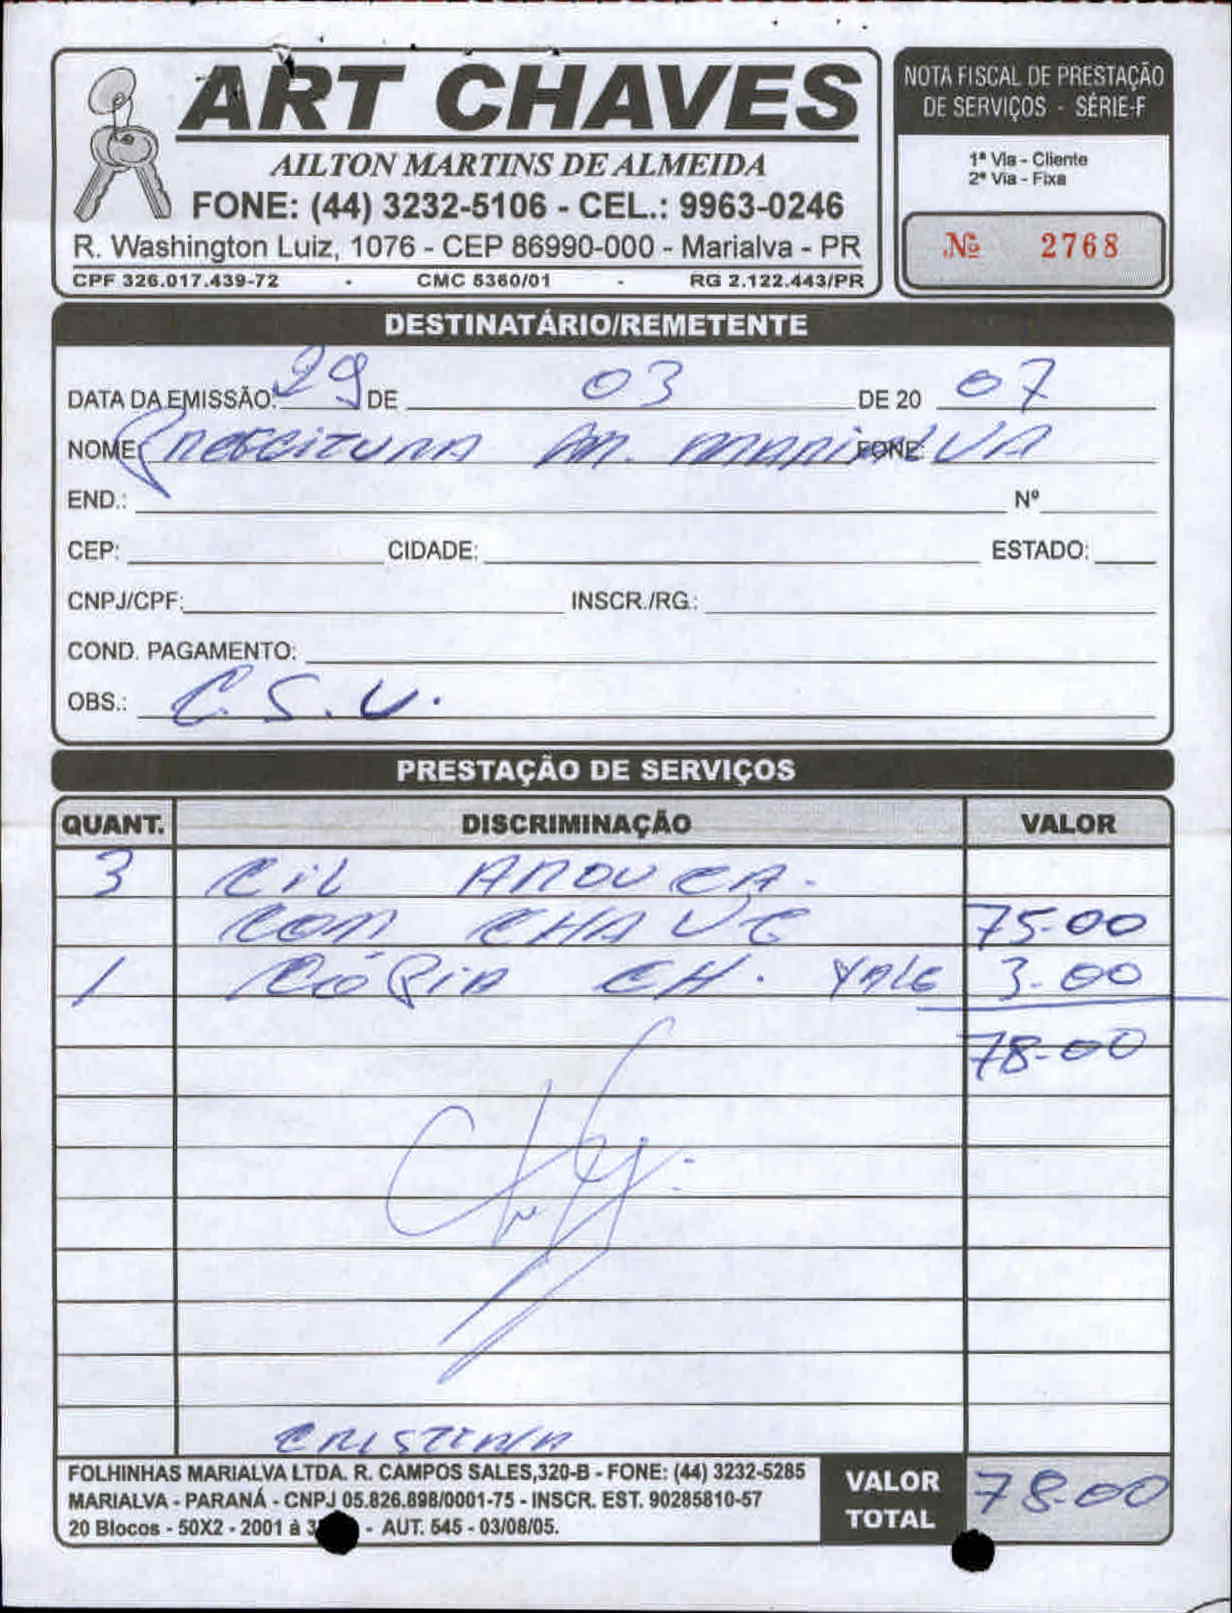 ART CHAVES
AILTON MARTINS DE ALMEIDA
FONE: (44) 3232-5106 - CEL.: 9963-0246
R. Washington Luiz, 1076 - CEP 86990-000 - Marialva - PR
CPF 326.017.439-72 - CMC 5360/01 - RG 2.122.443/PR
NOTA FISCAL DE PRESTAÇÃO
DE SERVIÇOS - SÉRIE-F
1ª Via - Cliente
2ª Via - Fixa
Nº 2768
DESTINATÁRIO/REMETENTE
DATA DA EMISSÃO: 29 DE 03 DE 20 07
NOME: PREFEITURA M. MARIALVA FONE:
END.: Nº
CEP: CIDADE: ESTADO:
CNPJ/CPF: INSCR./RG:
COND. PAGAMENTO:
OBS.: C.S.U.
PRESTAÇÃO DE SERVIÇOS
QUANT. DISCRIMINAÇÃO VALOR
3 CIL AROUCA.
COM CHAVE 75.00
1 CÓPIA CH. YALE 3.00
78.00
CRISTINA
FOLHINHAS MARIALVA LTDA. R. CAMPOS SALES,320-B - FONE: (44) 3232-5285
MARIALVA - PARANÁ - CNPJ 05.826.898/0001-75 - INSCR. EST. 90285810-57
20 Blocos - 50X2 - 2001 à 3 - AUT. 545 - 03/08/05.
VALOR
TOTAL 78.00